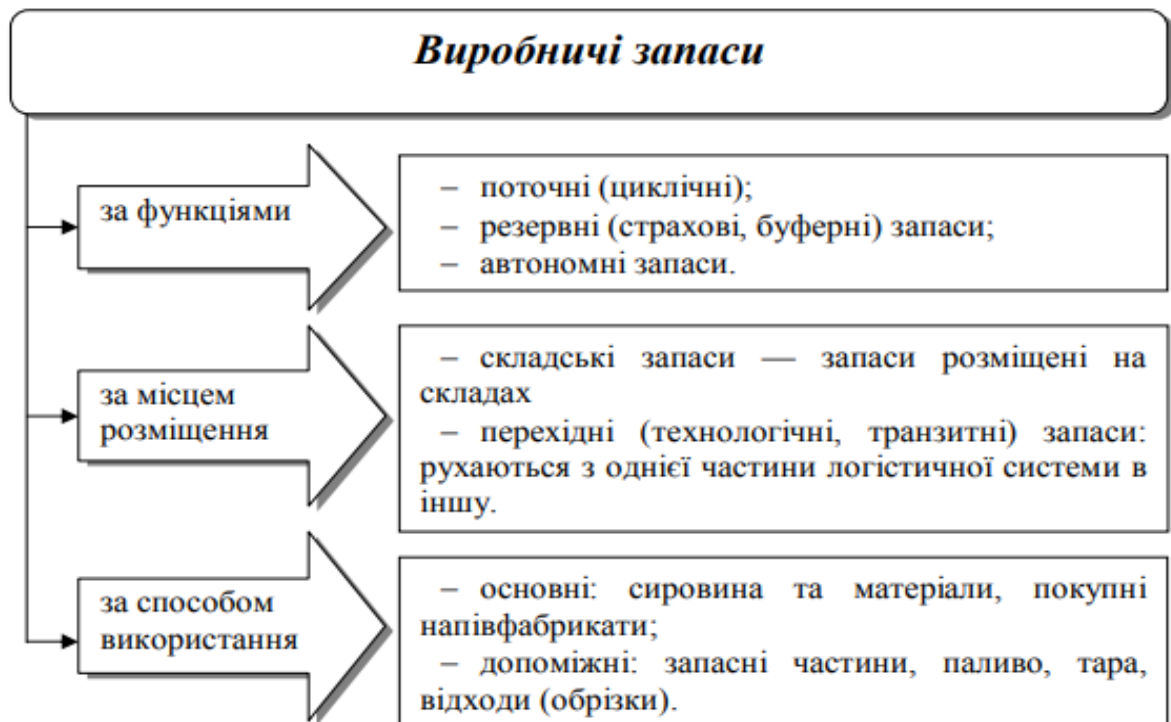 Виробничі запаси
за функціями
– поточні (циклічні);
– резервні (страхові, буферні) запаси;
– автономні запаси.
за місцем
розміщення
– складські запаси — запаси розміщені на
складах
– перехідні (технологічні, транзитні) запаси:
рухаються з однієї частини логістичної системи в
іншу.
за способом
використання
– основні: сировина та матеріали, покупні
напівфабрикати;
– допоміжні: запасні частини, паливо, тара,
відходи (обрізки).